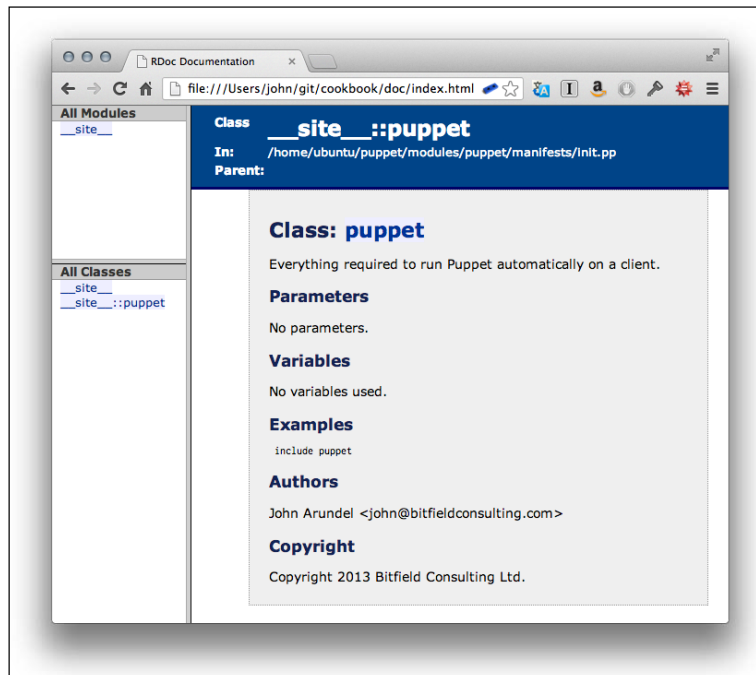 RDoc Documentation
file:///Users/john/git/cookbook/doc/index.html
All Modules
__site__
All Classes
__site__
__site__::puppet
Class __site__::puppet
In: /home/ubuntu/puppet/modules/puppet/manifests/init.pp
Parent:
Class: puppet
Everything required to run Puppet automatically on a client.
Parameters
No parameters.
Variables
No variables used.
Examples
include puppet
Authors
John Arundel <john@bitfieldconsulting.com>
Copyright
Copyright 2013 Bitfield Consulting Ltd.